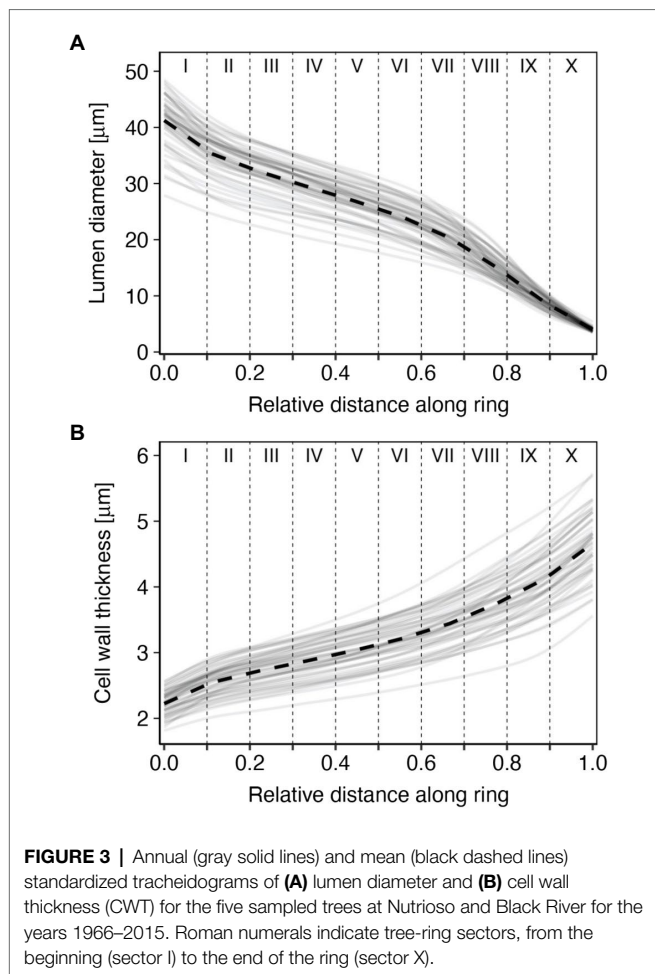 A
I II III IV V VI VII VIII IX X
50
40
30
20
10
0
Lumen diameter [µm]
0.0 0.2 0.4 0.6 0.8 1.0
Relative distance along ring
B
I II III IV V VI VII VIII IX X
6
5
4
3
2
Cell wall thickness [µm]
0.0 0.2 0.4 0.6 0.8 1.0
Relative distance along ring
FIGURE 3 | Annual (gray solid lines) and mean (black dashed lines)
standardized tracheidograms of (A) lumen diameter and (B) cell wall
thickness (CWT) for the five sampled trees at Nutrioso and Black River for the
years 1966–2015. Roman numerals indicate tree-ring sectors, from the
beginning (sector I) to the end of the ring (sector X).